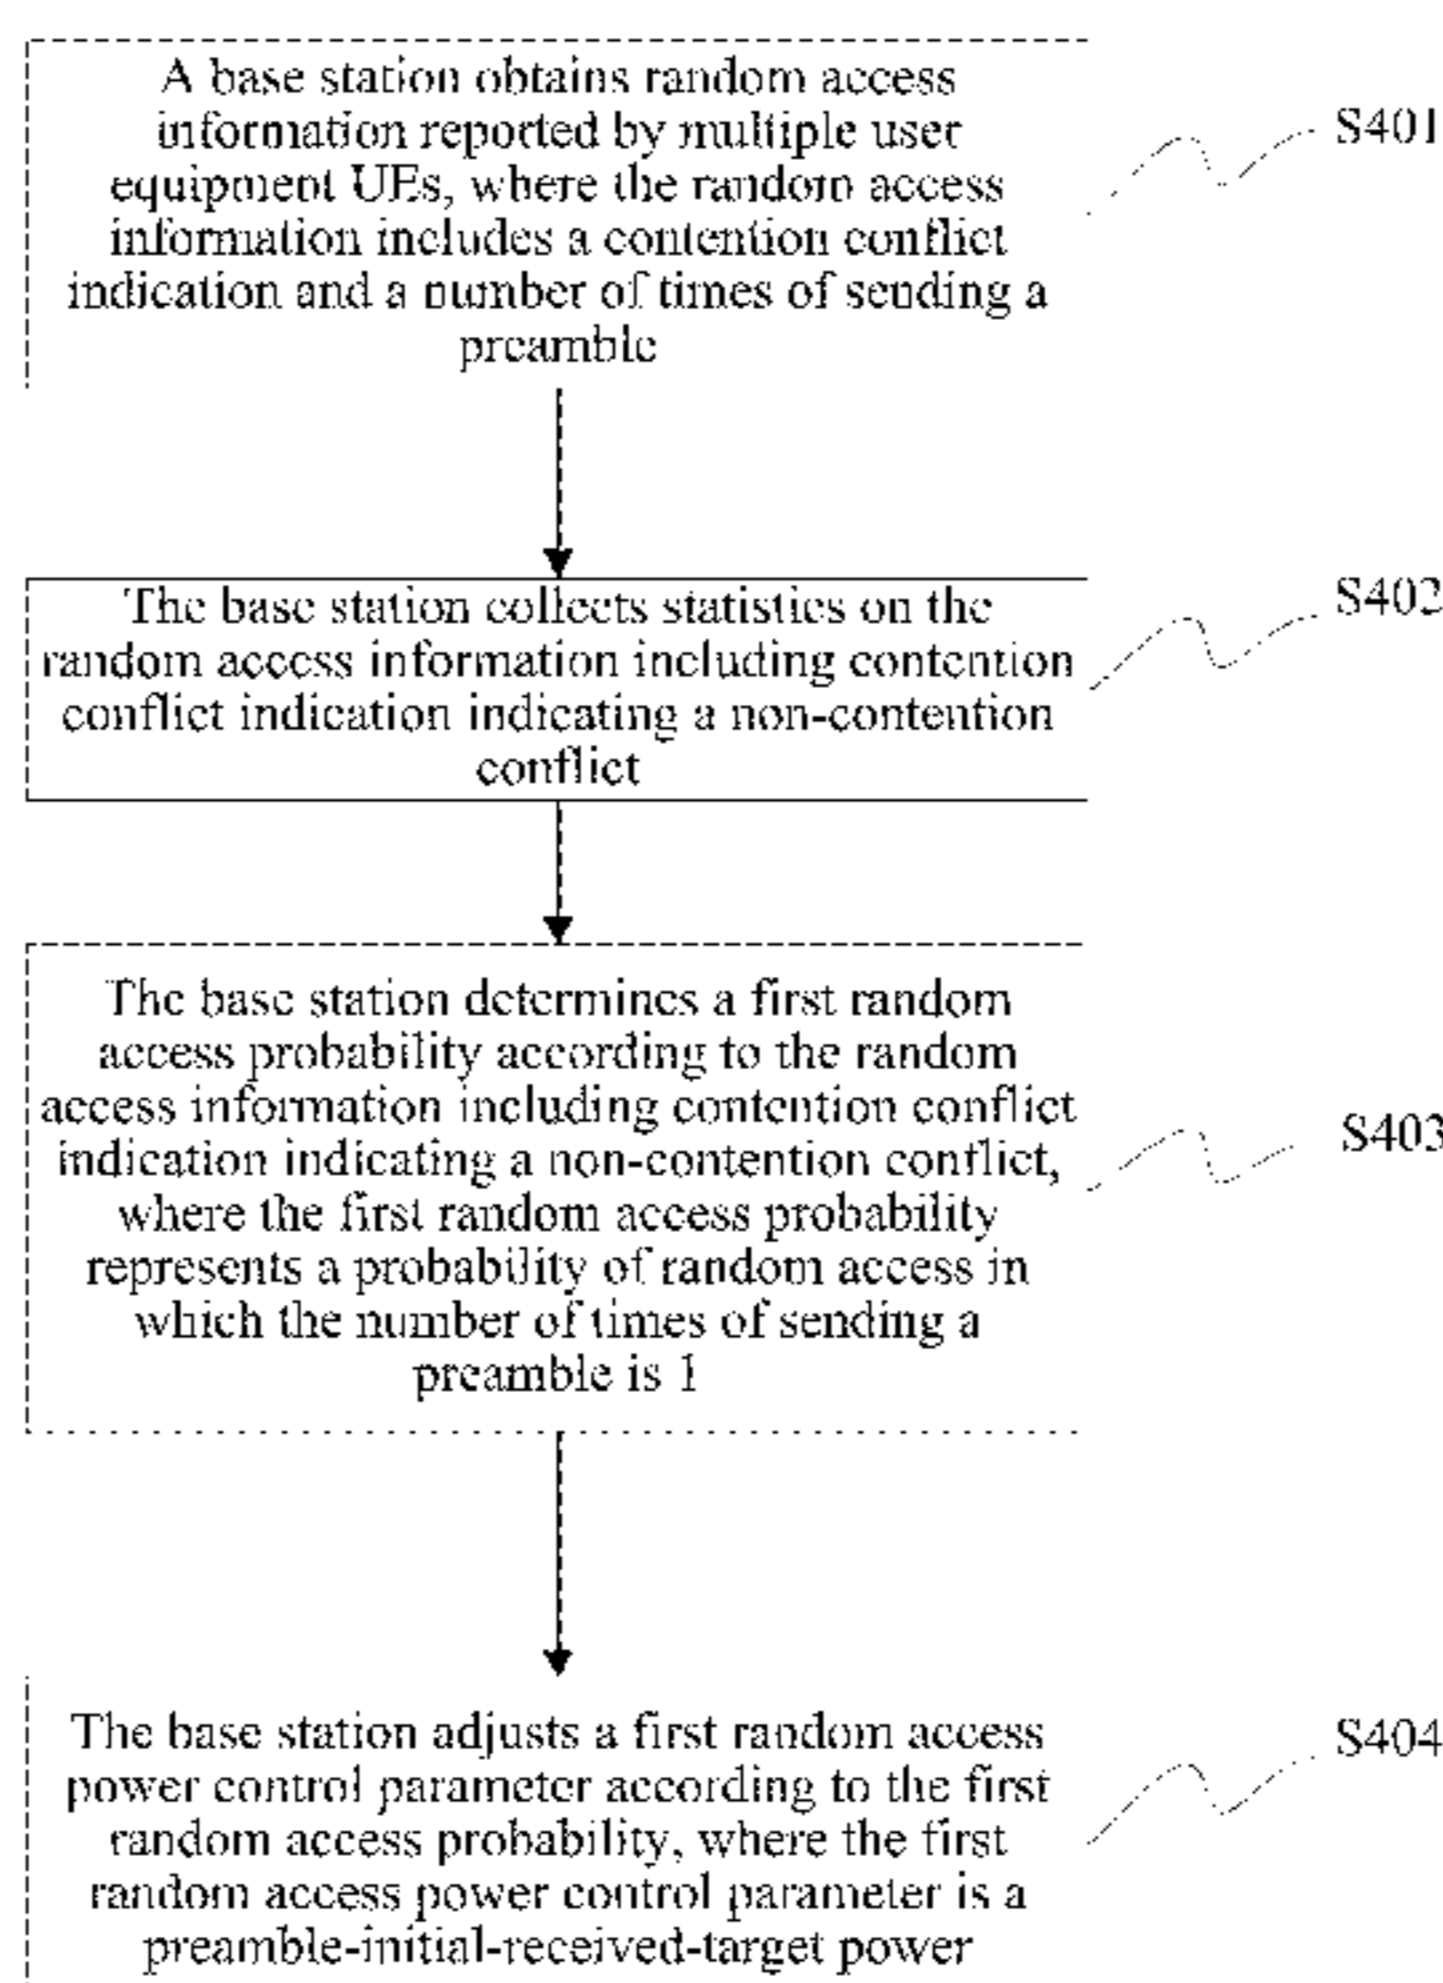 A base station obtains random access
information reported by multiple user
equipment UEs, where the random access
information includes a contention conflict
indication and a number of times of sending a
preamble
S401
The base station collects statistics on the
random access information including contention
conflict indication indicating a non-contention
conflict
S402
The base station determines a first random
access probability according to the random
access information including contention conflict
indication indicating a non-contention conflict,
where the first random access probability
represents a probability of random access in
which the number of times of sending a
preamble is 1
S403
The base station adjusts a first random access
power control parameter according to the first
random access probability, where the first
random access power control parameter is a
preamble-initial-received-target power
S404